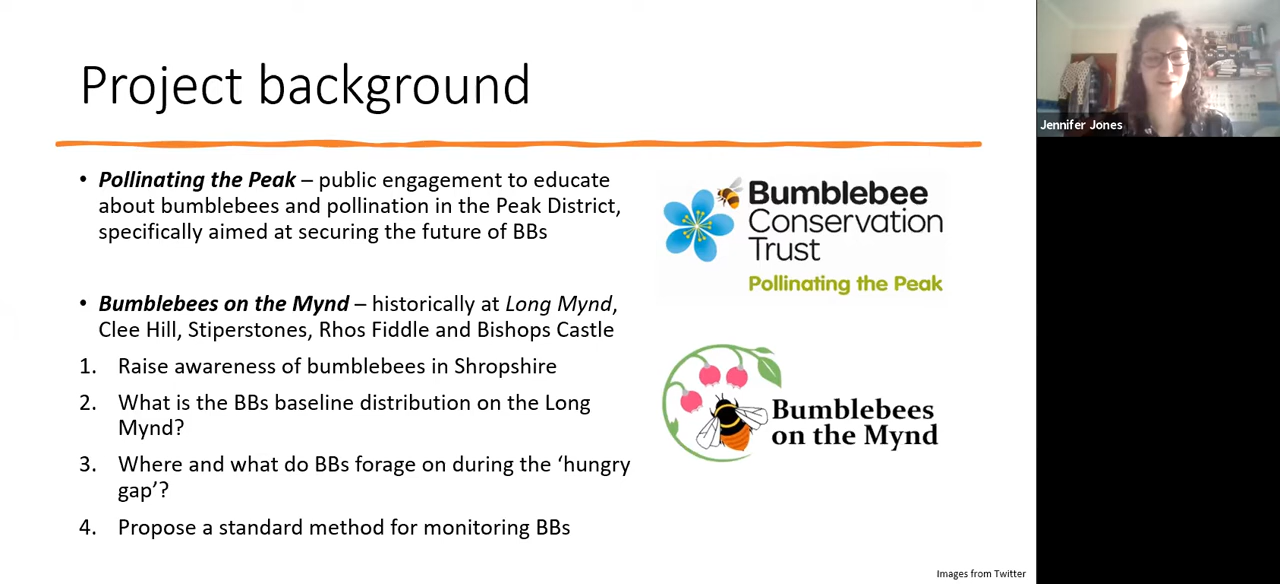 Project background
• Pollinating the Peak – public engagement to educate
about bumblebees and pollination in the Peak District,
specifically aimed at securing the future of BBs
• Bumblebees on the Mynd – historically at Long Mynd,
Clee Hill, Stiperstones, Rhos Fiddle and Bishops Castle
1. Raise awareness of bumblebees in Shropshire
2. What is the BBs baseline distribution on the Long
Mynd?
3. Where and what do BBs forage on during the ‘hungry
gap’?
4. Propose a standard method for monitoring BBs
Bumblebee
Conservation
Trust
Pollinating the Peak
Bumblebees
on the Mynd
Images from Twitter
Jennifer Jones